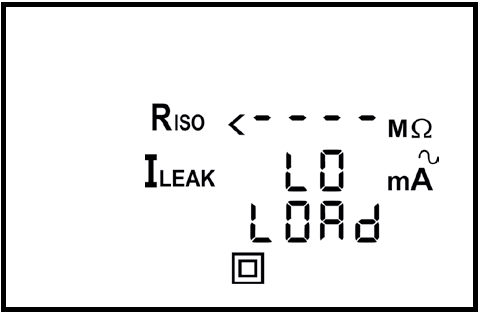 RISO <- - - - MΩ
ILEAK LO mA
LOAd